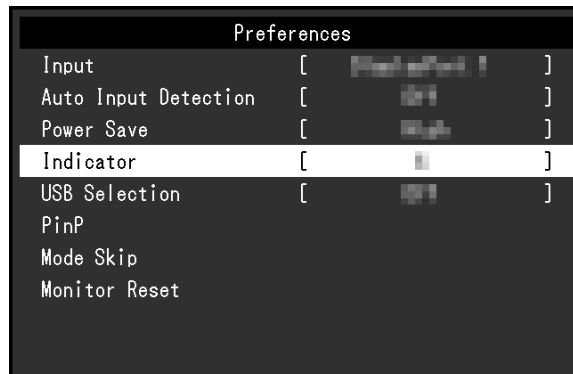 Preferences
Input [ ]
Auto Input Detection [ ]
Power Save [ ]
Indicator [ ]
USB Selection [ ]
PinP
Mode Skip
Monitor Reset